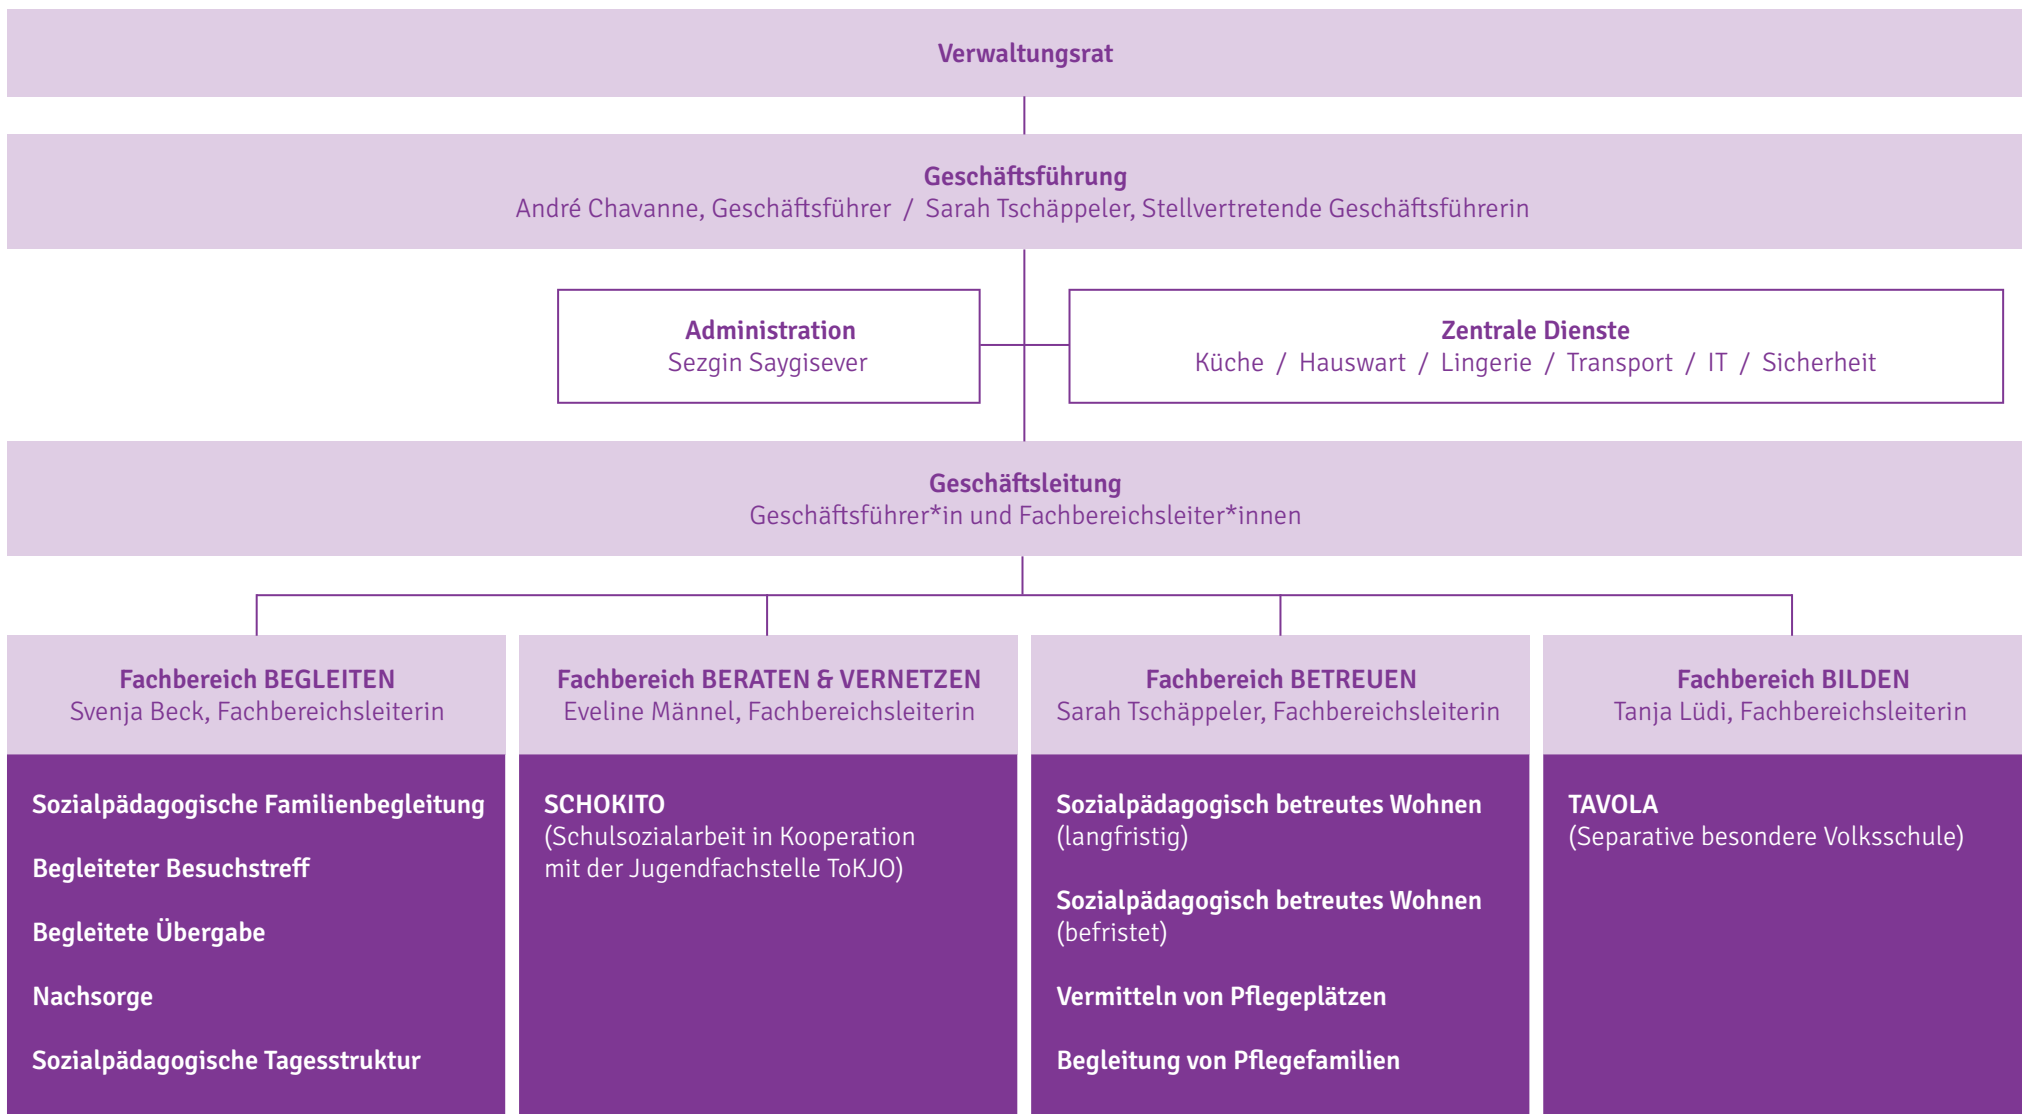 Verwaltungsrat
Geschäftsführung
André Chavanne, Geschäftsführer / Sarah Tschäppeler, Stellvertretende Geschäftsführerin
Administration
Sezgin Saygisever
Zentrale Dienste
Küche / Hauswart / Lingerie / Transport / IT / Sicherheit
Geschäftsleitung
Geschäftsführer*in und Fachbereichsleiter*innen
Fachbereich BEGLEITEN
Svenja Beck, Fachbereichsleiterin
Sozialpädagogische Familienbegleitung
Begleiteter Besuchstreff
Begleitete Übergabe
Nachsorge
Sozialpädagogische Tagesstruktur
Fachbereich BERATEN & VERNETZEN
Eveline Männel, Fachbereichsleiterin
SCHOKITO
(Schulsozialarbeit in Kooperation
mit der Jugendfachstelle ToKJO)
Fachbereich BETREUEN
Sarah Tschäppeler, Fachbereichsleiterin
Sozialpädagogisch betreutes Wohnen
(langfristig)
Sozialpädagogisch betreutes Wohnen
(befristet)
Vermitteln von Pflegeplätzen
Begleitung von Pflegefamilien
Fachbereich BILDEN
Tanja Lüdi, Fachbereichsleiterin
TAVOLA
(Separative besondere Volksschule)